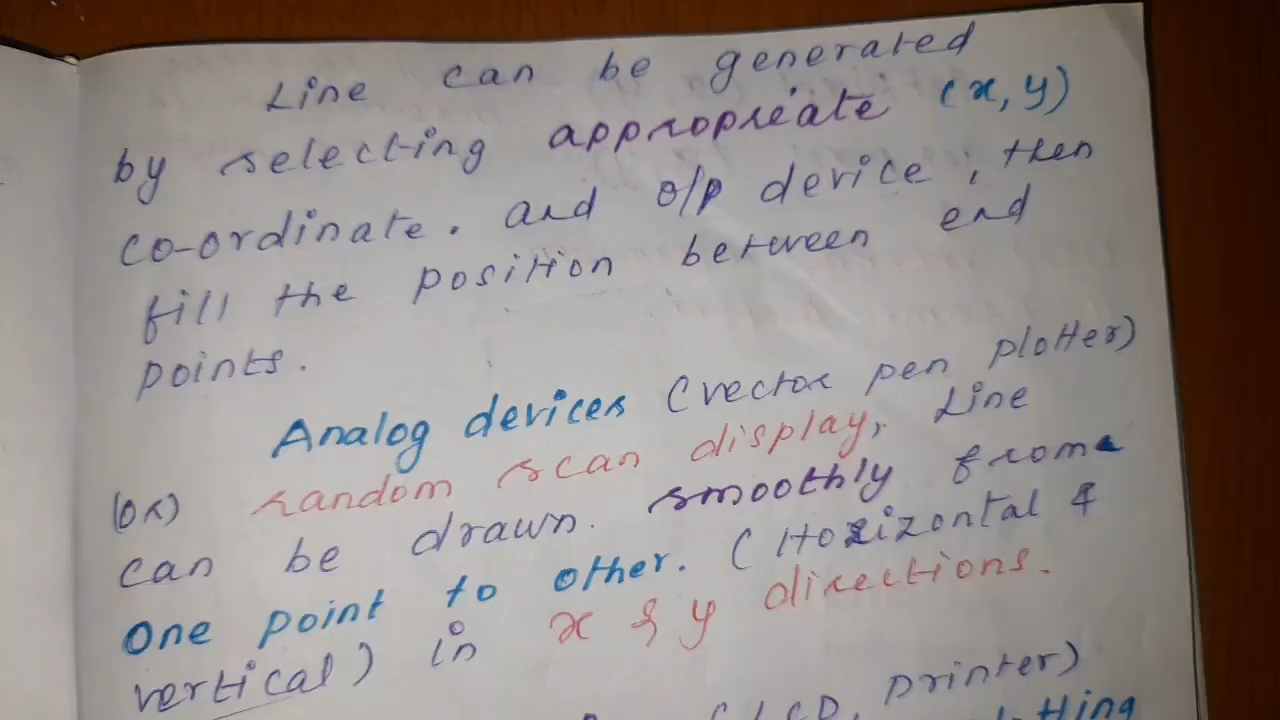 Line can be generated
by selecting appropreate (x, y)
co-ordinate. and o/p device, then
fill the position between end
points.
Analog devices (vector pen plotter)
(or) random scan display, Line
can be drawn. smoothly from
one point to other. (Horizontal &
vertical) in x & y directions.
(LCD, printer)